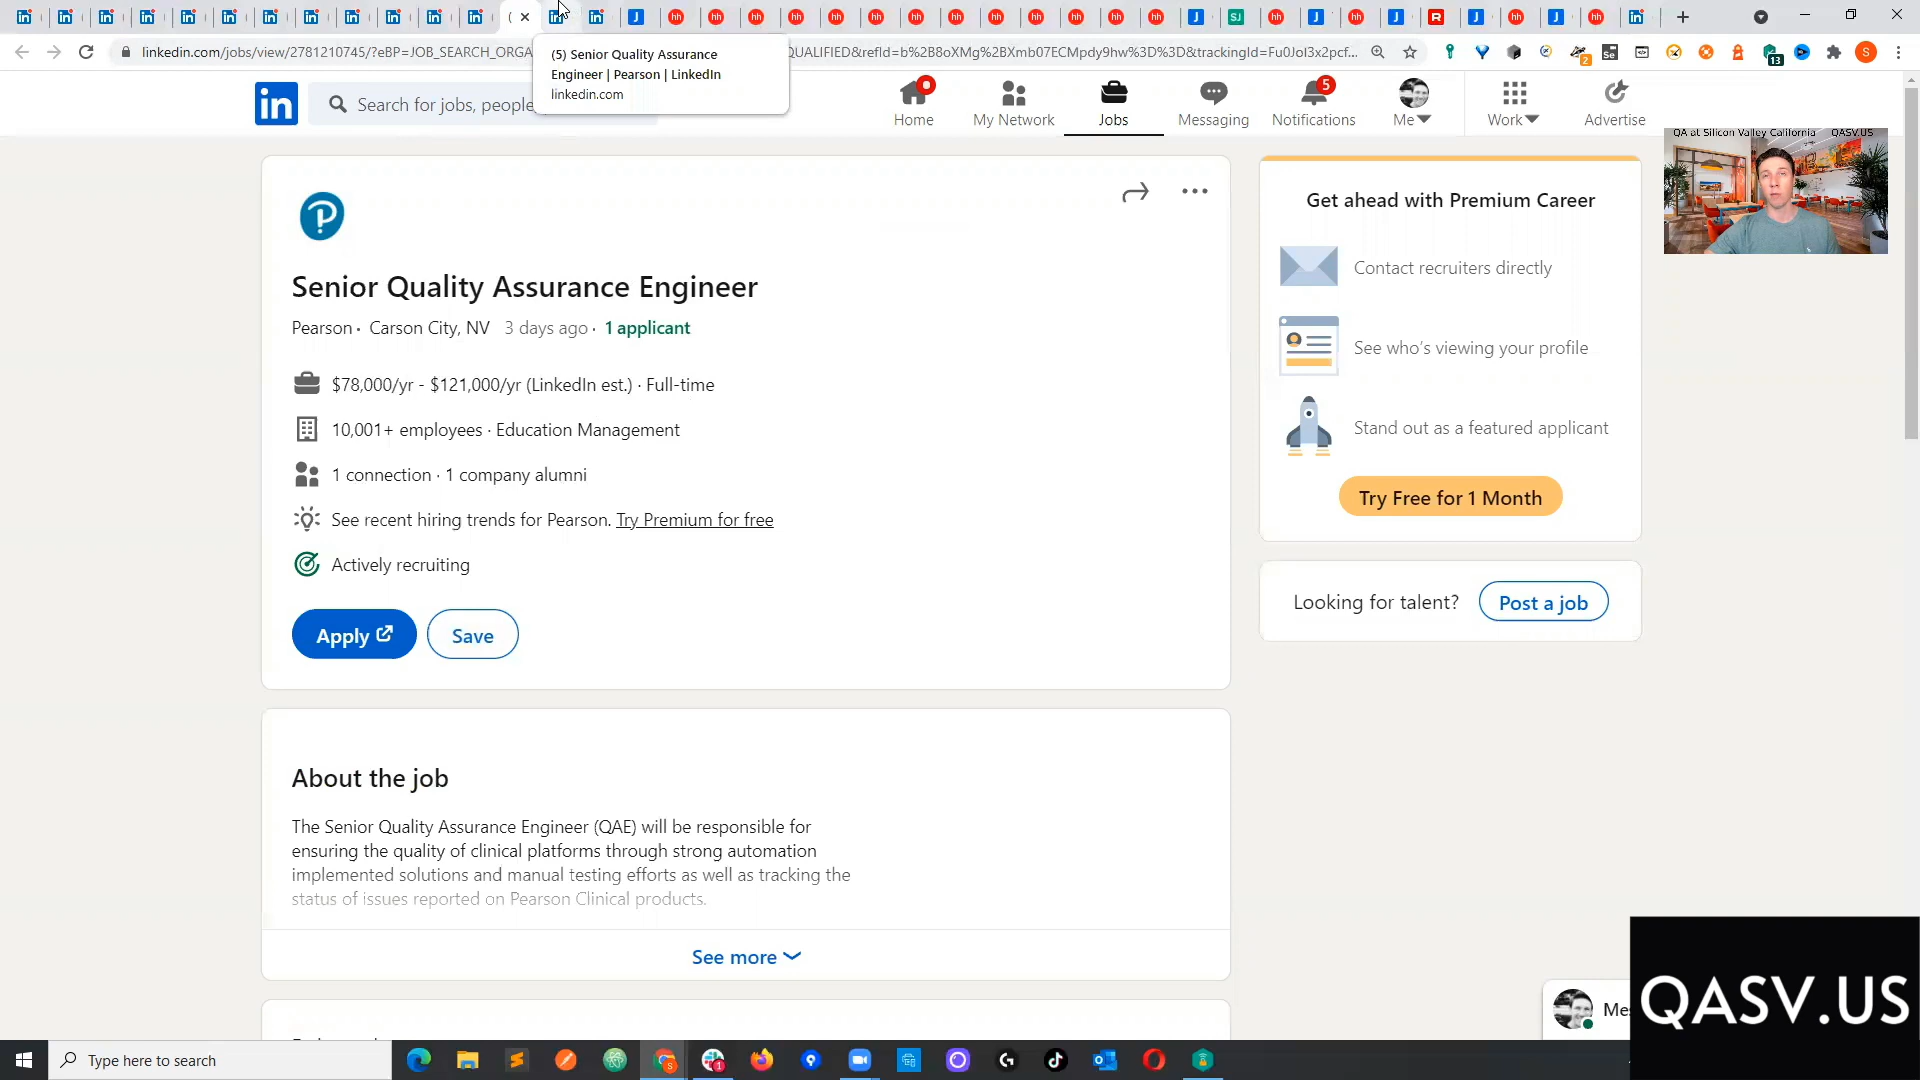 linkedin.com/jobs/view/2781210745/?eBP=JOB_SEARCH_ORGA
QUALIFIED&refId=b%2B8oXMg%2BXmb07ECMpdy9hw%3D%3D&trackingId=Fu0JoI3x2pcf...
(5) Senior Quality Assurance
Engineer | Pearson | LinkedIn
linkedin.com
Search for jobs, people
Home
My Network
Jobs
Messaging
5
Notifications
Me
Work
Advertise
2
13
S
QA at Silicon Valley California QASV.US
Senior Quality Assurance Engineer
Pearson · Carson City, NV 3 days ago · 1 applicant
$78,000/yr - $121,000/yr (LinkedIn est.) · Full-time
10,001+ employees · Education Management
1 connection · 1 company alumni
See recent hiring trends for Pearson. Try Premium for free
Actively recruiting
Apply
Save
About the job
The Senior Quality Assurance Engineer (QAE) will be responsible for
ensuring the quality of clinical platforms through strong automation
implemented solutions and manual testing efforts as well as tracking the
status of issues reported on Pearson Clinical products.
See more
Get ahead with Premium Career
Contact recruiters directly
See who's viewing your profile
Stand out as a featured applicant
Try Free for 1 Month
Looking for talent?
Post a job
Mes
QASV.US
Type here to search